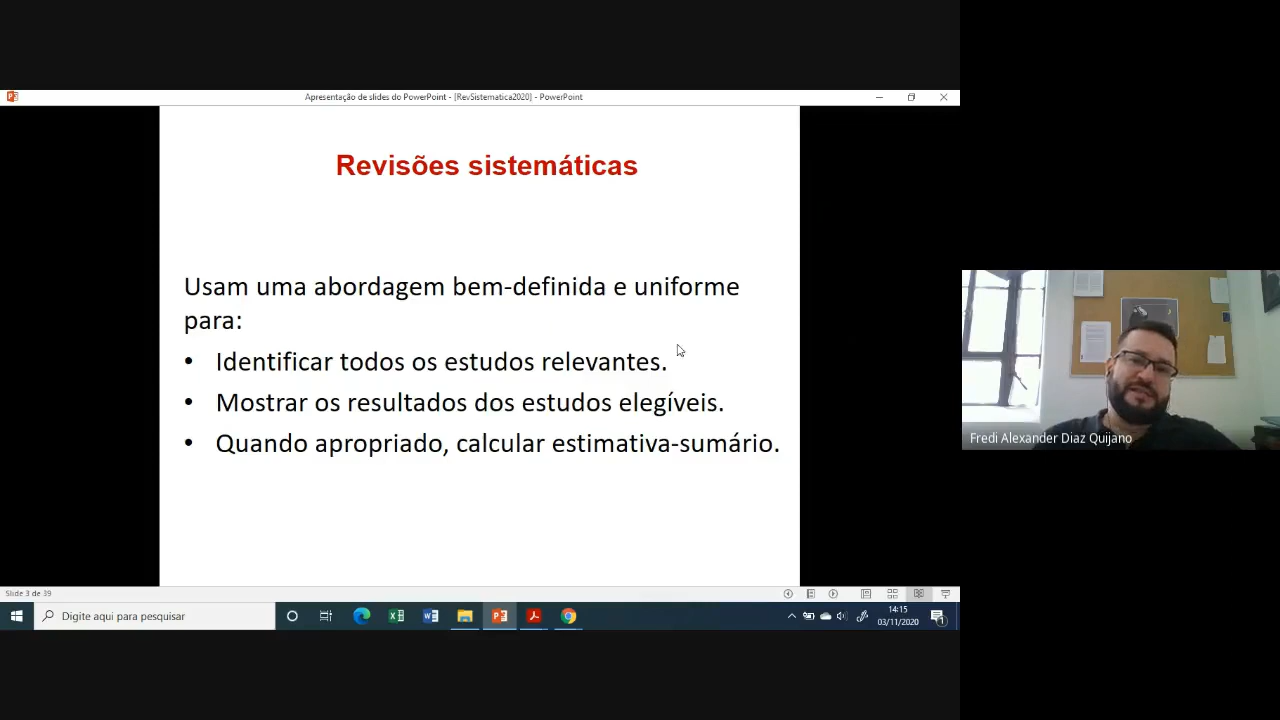 Apresentação de slides do PowerPoint - [RevSistematica2020] - PowerPoint
Revisões sistemáticas
Usam uma abordagem bem-definida e uniforme
para:
• Identificar todos os estudos relevantes.
• Mostrar os resultados dos estudos elegíveis.
• Quando apropriado, calcular estimativa-sumário.
Fredi Alexander Diaz Quijano
Slide 3 de 39
Digite aqui para pesquisar
14:15
03/11/2020
1